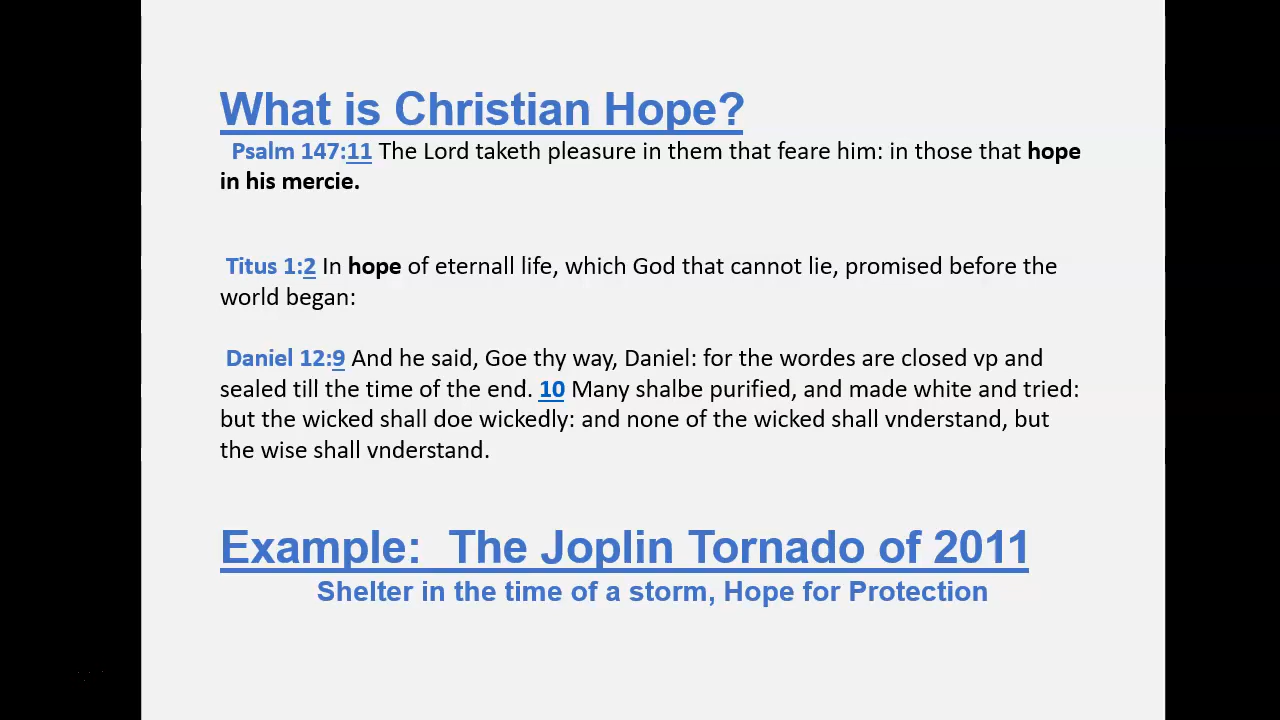 What is Christian Hope?
Psalm 147:11 The Lord taketh pleasure in them that feare him: in those that hope
in his mercie.
Titus 1:2 In hope of eternall life, which God that cannot lie, promised before the
world began:
Daniel 12:9 And he said, Goe thy way, Daniel: for the wordes are closed vp and
sealed till the time of the end. 10 Many shalbe purified, and made white and tried:
but the wicked shall doe wickedly: and none of the wicked shall vnderstand, but
the wise shall vnderstand.
Example:  The Joplin Tornado of 2011
Shelter in the time of a storm, Hope for Protection